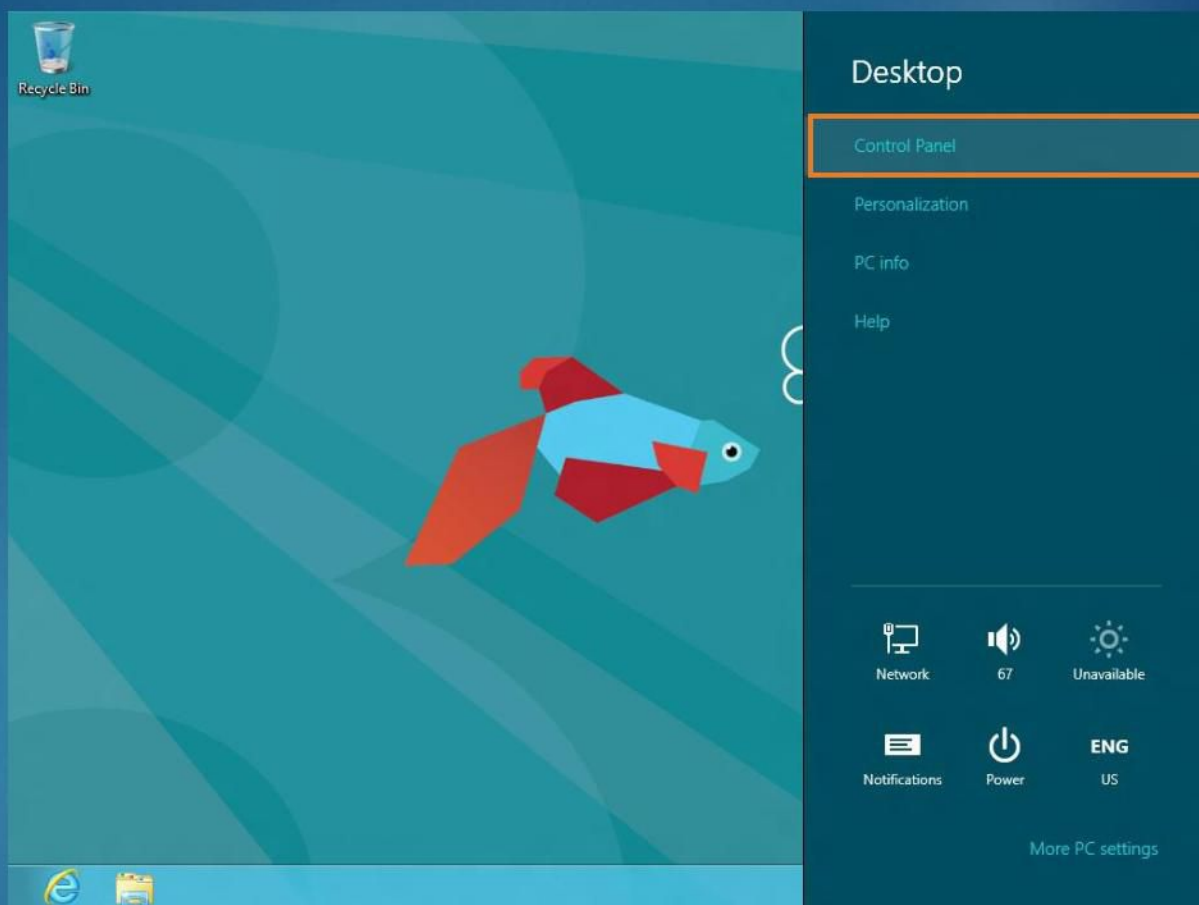 Recycle Bin
Desktop
Control Panel
Personalization
PC info
Help
Network
67
Unavailable
Notifications
Power
ENG
US
More PC settings